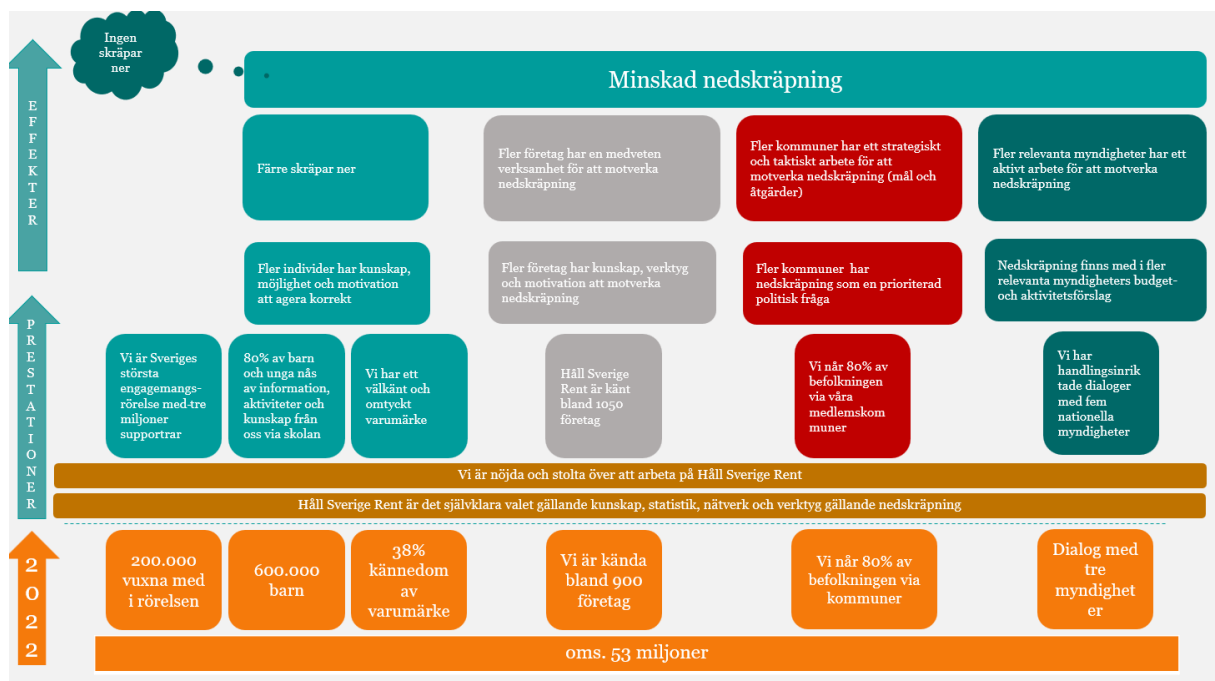 Ingen
skräpar
ner
Minskad nedskräpning
EFFEKTER
Färre skräpar ner
Fler företag har en medveten
verksamhet för att motverka
nedskräpning
Fler kommuner har ett strategiskt
och taktiskt arbete för att
motverka nedskräpning (mål och
åtgärder)
Fler relevanta myndigheter har ett
aktivt arbete för att motverka
nedskräpning
Fler individer har kunskap,
möjlighet och motivation
att agera korrekt
Fler företag har kunskap, verktyg
och motivation att motverka
nedskräpning
Fler kommuner  har
nedskräpning som en prioriterad
politisk fråga
Nedskräpning finns med i fler
relevanta myndigheters budget-
och aktivitetsförslag
PRESTATIONER
Vi är Sveriges
största
engagemangs-
rörelse med-tre
miljoner
supportrar
80% av barn
och unga nås
av information,
aktiviteter och
kunskap från
oss via skolan
Vi har ett
välkänt och
omtyckt
varumärke
Håll Sverige
Rent är känt
bland 1050
företag
Vi når 80% av
befolkningen
via våra
medlemskom
muner
Vi har
handlingsinrik
tade dialoger
med fem
nationella
myndigheter
Vi är nöjda och stolta över att arbeta på Håll Sverige Rent
Håll Sverige Rent är det självklara valet gällande kunskap, statistik, nätverk och verktyg gällande nedskräpning
2022
200.000
vuxna med
i rörelsen
600.000
barn
38%
kännedom
av
varumärke
Vi är kända
bland 900
företag
Vi når 80% av
befolkningen via
kommuner
Dialog med
tre
myndighet
er
oms. 53 miljoner